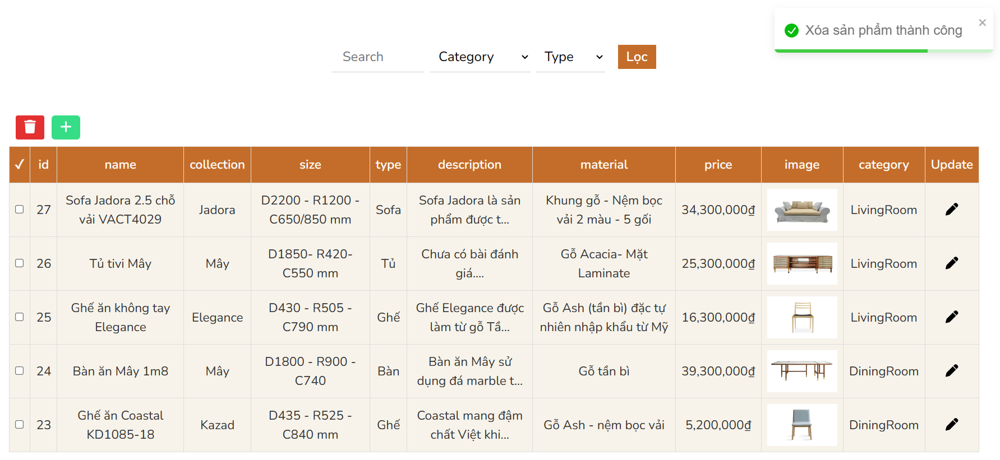 Xóa sản phẩm thành công
Search Category Type Lọc
id name collection size type description material price image category Update
27
Sofa Jadora 2.5 chỗ
vải VACT4029
Jadora
D2200 - R1200 -
C650/850 mm
Sofa
Sofa Jadora là sản
phẩm được t...
Khung gỗ - Nệm bọc
vải 2 màu - 5 gối
34,300,000₫
LivingRoom
26
Tủ tivi Mây
Mây
D1850- R420-
C550 mm
Tủ
Chưa có bài đánh
giá....
Gỗ Acacia- Mặt
Laminate
25,300,000₫
LivingRoom
25
Ghế ăn không tay
Elegance
Elegance
D430 - R505 -
C790 mm
Ghế
Ghế Elegance được
làm từ gỗ Tầ...
Gỗ Ash (tần bì) đặc tự
nhiên nhập khẩu từ Mỹ
16,300,000₫
LivingRoom
24
Bàn ăn Mây 1m8
Mây
D1800 - R900 -
C740
Bàn
Bàn ăn Mây sử
dụng đá marble t...
Gỗ tần bì
39,300,000₫
DiningRoom
23
Ghế ăn Coastal
KD1085-18
Kazad
D435 - R525 -
C840 mm
Ghế
Coastal mang đậm
chất Việt khi...
Gỗ Ash - nệm bọc vải
5,200,000₫
DiningRoom